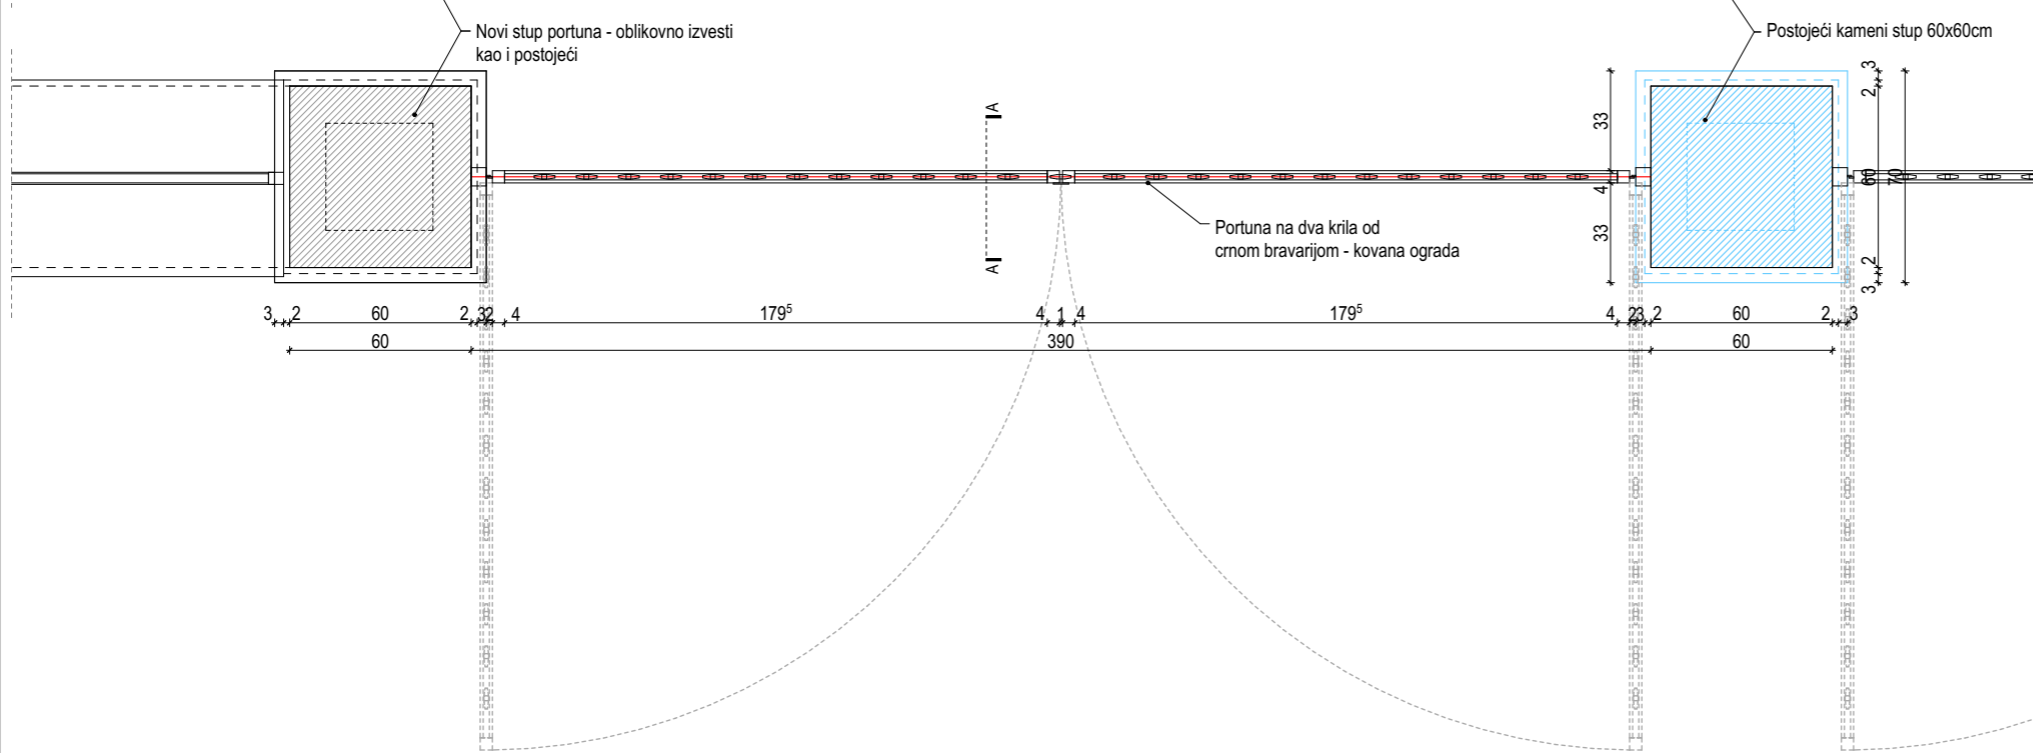 Novi stup portuna - oblikovno izvesti
kao i postojeći
Postojeći kameni stup 60x60cm
A
A
Portuna na dva krila od
crnom bravarijom - kovana ograda
33
4
33
3
2
60
70
2
3
3 2 60 2 3 2 4 179⁵ 4 1 4 179⁵ 4 2 3 2 60 2 3
60 390 60